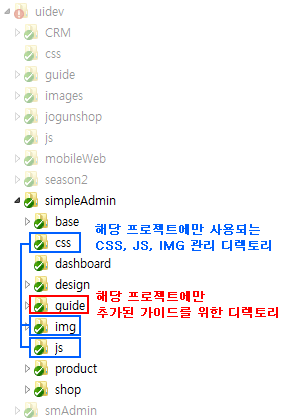 uidev
CRM
css
guide
images
jogunshop
js
mobileWeb
season2
simpleAdmin
base
css
해당 프로젝트에만 사용되는
CSS, JS, IMG 관리 디렉토리
dashboard
design
guide
해당 프로젝트에만
추가된 가이드를 위한 디렉토리
img
js
product
shop
smAdmin